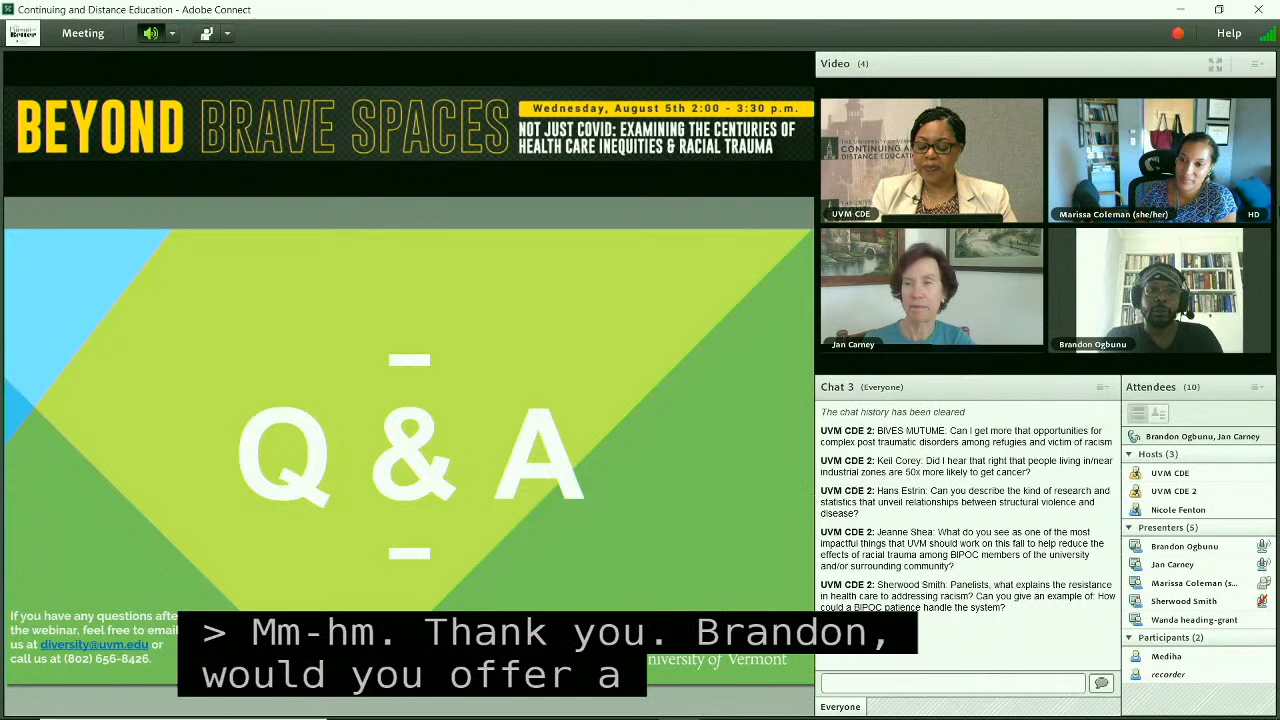 Continuing and Distance Education - Adobe Connect
Meeting
Help
BEYOND BRAVE SPACES
Wednesday, August 5th 2:00 - 3:30 p.m.
NOT JUST COVID: EXAMINING THE CENTURIES OF
HEALTH CARE INEQUITIES & RACIAL TRAUMA
Q & A
If you have any questions afte
the webinar, feel free to email
us at diversity@uvm.edu or
call us at (802) 656-8426.
University of Vermont
> Mm-hm. Thank you. Brandon,
would you offer a
Video (4)
CONTINUING A
DISTANCE EDUCAT
UVM CDE
Marissa Coleman (she/her)
HD
Jan Carney
Brandon Ogbunu
Chat 3 (Everyone)
The chat history has been cleared
UVM CDE 2: BIVES MUTUME: Can I get more that opportunities for
complex post traumatic disorders among refugies and victim of racism
UVM CDE 2: Keil Corey: Did I hear that right that people living in/near
industrial zones are 50x more likely to get cancer?
UVM CDE 2: Hans Estrin: Can you describe the kind of research and
statistics that unveil relationships between structural violence and
disease?
UVM CDE 2: Jeanne Shea: What do you see as one of the most
impactful things that UVM should work on this fall to help reduce the
effects of racial trauma among BIPOC members of the university
and/or surrounding community?
UVM CDE 2: Sherwood Smith: Panelists, what explains the resistance
in health care to addressing racism? Can you give an example of: How
could a BIPOC patience handle the system?
Everyone
Attendees (10)
Brandon Ogbunu, Jan Carney
Hosts (3)
UVM CDE
UVM CDE 2
Nicole Fenton
Presenters (5)
Brandon Ogbunu
Jan Carney
Marissa Coleman (s...
Sherwood Smith
Wanda heading-grant
Participants (2)
Mediha
recorder